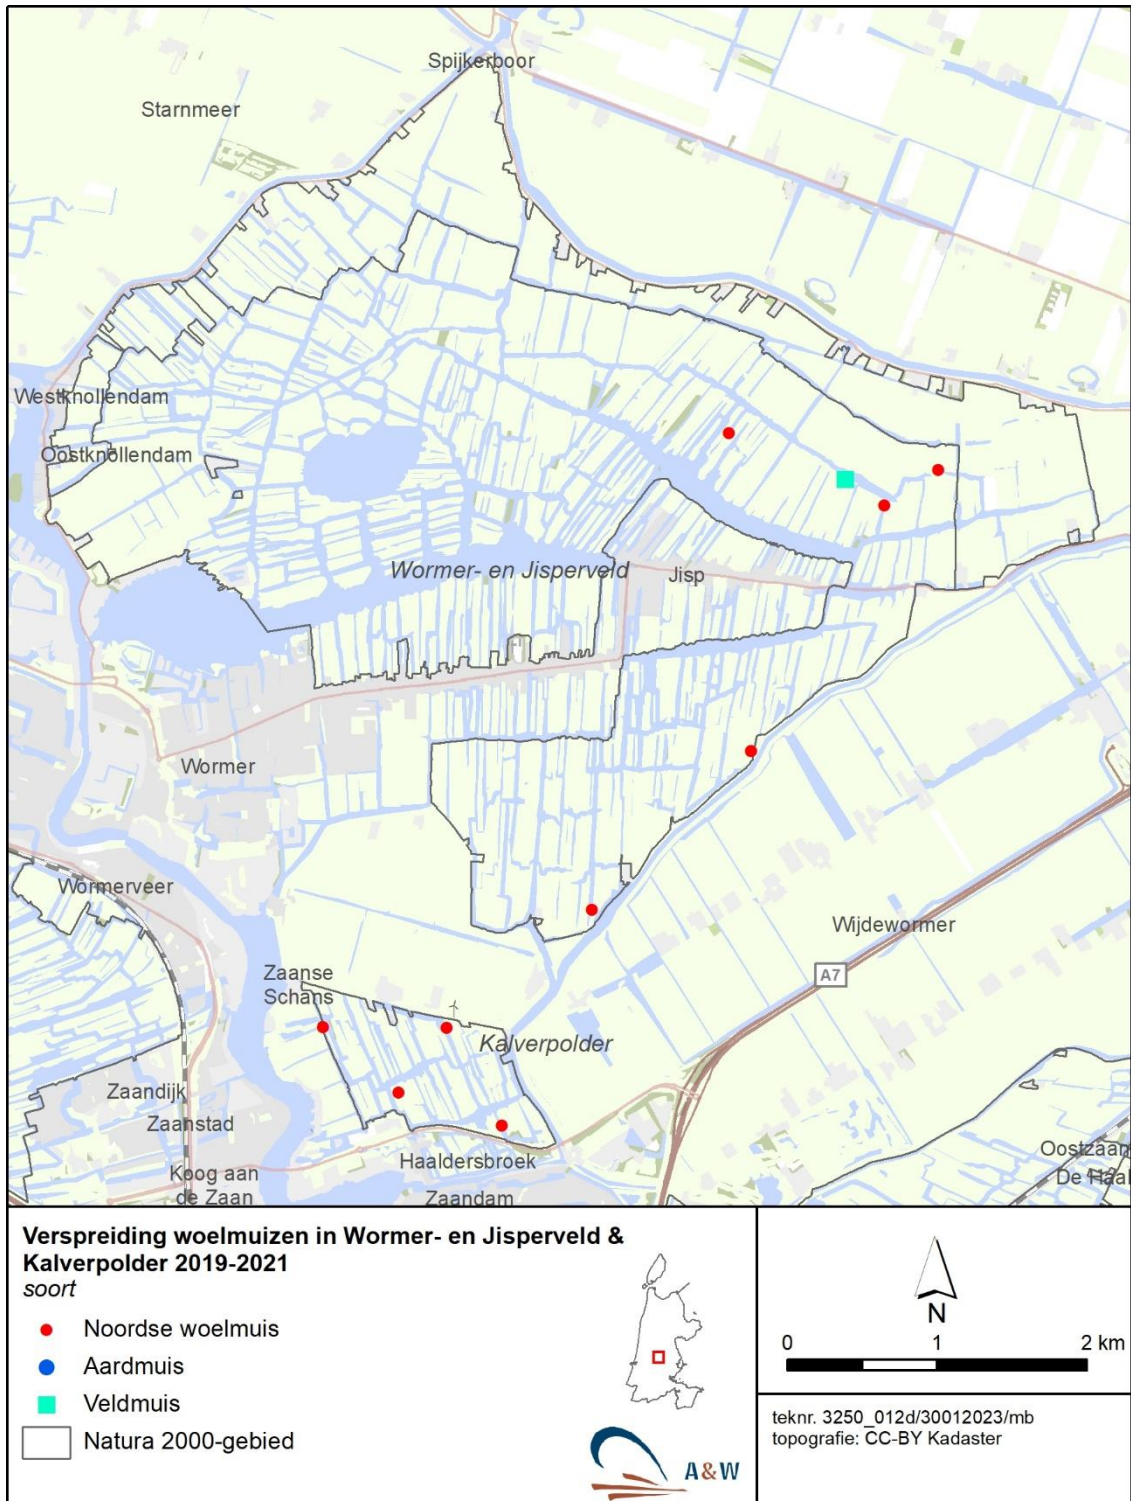 Spijkerboor
Starnmeer
Westknollendam
Oostknollendam
Wormer- en Jisperveld
Jisp
Wormer
Wormerveer
Wijdewormer
A7
Zaanse
Schans
Kalverpolder
Zaandijk
Zaanstad
Haaldersbroek
Koog aan
de Zaan
Zaandam
Oostzaan
De Haal
Verspreiding woelmuizen in Wormer- en Jisperveld &
Kalverpolder 2019-2021
soort
Noordse woelmuis
Aardmuis
Veldmuis
Natura 2000-gebied
A&W
N
0 1 2 km
teknr. 3250_012d/30012023/mb
topografie: CC-BY Kadaster